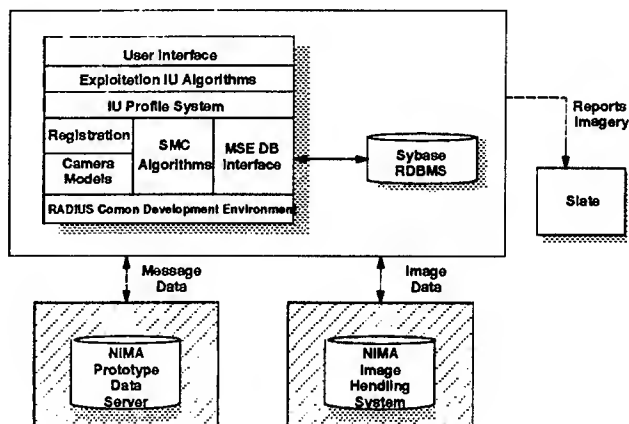 User Interface
Exploitation IU Algorithms
IU Profile System
Registration
Camera
Models
SMC
Algorithms
MSE DB
Interface
RADIUS Comon Development Environment
Sybase
RDBMS
Reports
Imagery
Slate
Message
Data
Image
Data
NIMA
Prototype
Data
Server
NIMA
Image
Hendling
System